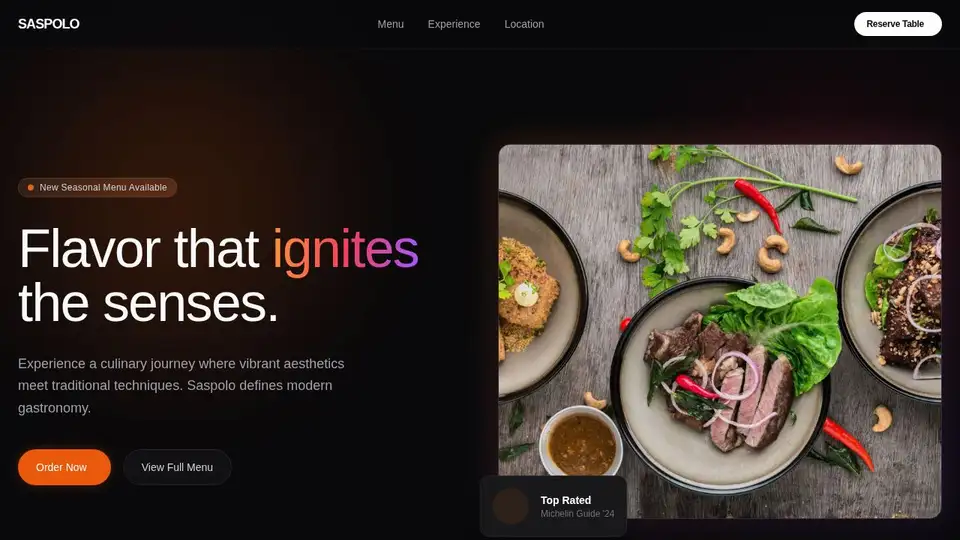 SASPOLO
Menu
Experience
Location
Reserve Table
New Seasonal Menu Available
Flavor that ignites
the senses.
Experience a culinary journey where vibrant aesthetics
meet traditional techniques. Saspolo defines modern
gastronomy.
Order Now
View Full Menu
Top Rated
Michelin Guide '24